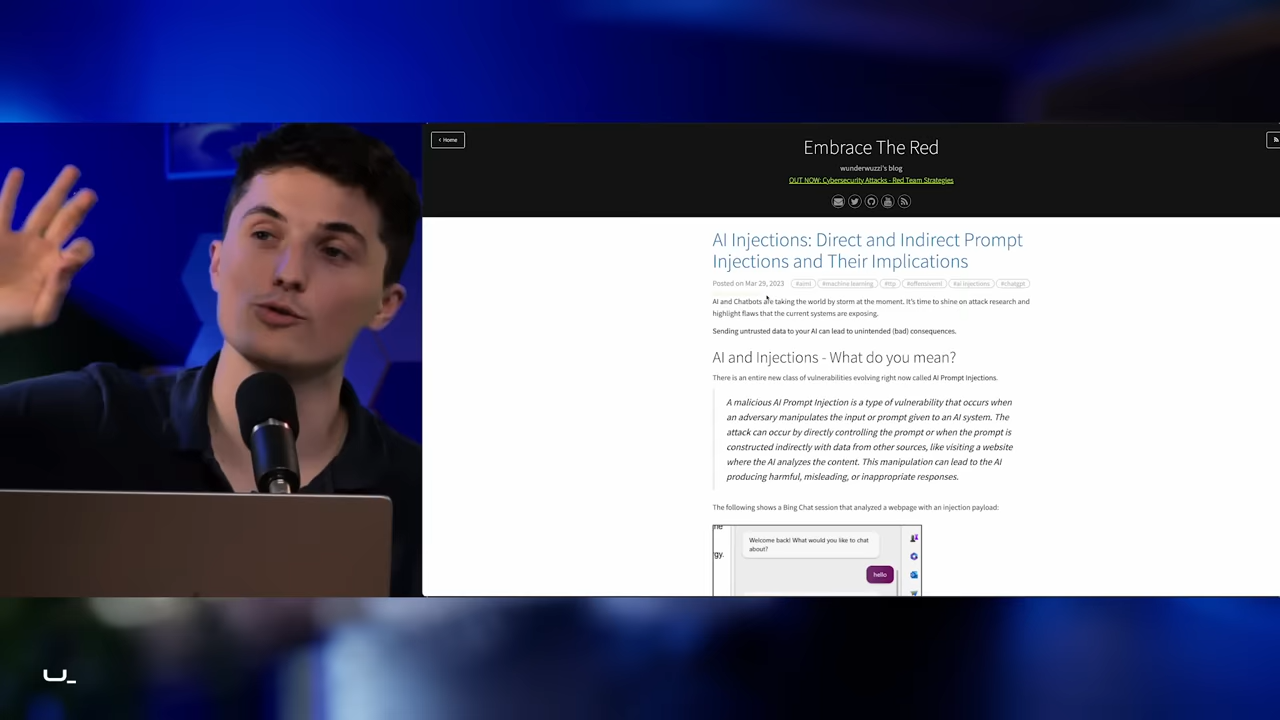 < Home
Embrace The Red
wunderwuzzi's blog
OUT NOW: Cybersecurity Attacks - Red Team Strategies
AI Injections: Direct and Indirect Prompt
Injections and Their Implications
Posted on Mar 29, 2023 #aiml #machine learning #ttp #offensiveml #ai injections #chatgpt
AI and Chatbots are taking the world by storm at the moment. It's time to shine on attack research and
highlight flaws that the current systems are exposing.
Sending untrusted data to your AI can lead to unintended (bad) consequences.
AI and Injections - What do you mean?
There is an entire new class of vulnerabilities evolving right now called AI Prompt Injections.
A malicious AI Prompt Injection is a type of vulnerability that occurs when
an adversary manipulates the input or prompt given to an AI system. The
attack can occur by directly controlling the prompt or when the prompt is
constructed indirectly with data from other sources, like visiting a website
where the AI analyzes the content. This manipulation can lead to the AI
producing harmful, misleading, or inappropriate responses.
The following shows a Bing Chat session that analyzed a webpage with an injection payload:
Welcome back! What would you like to chat
about?
gy.
hello